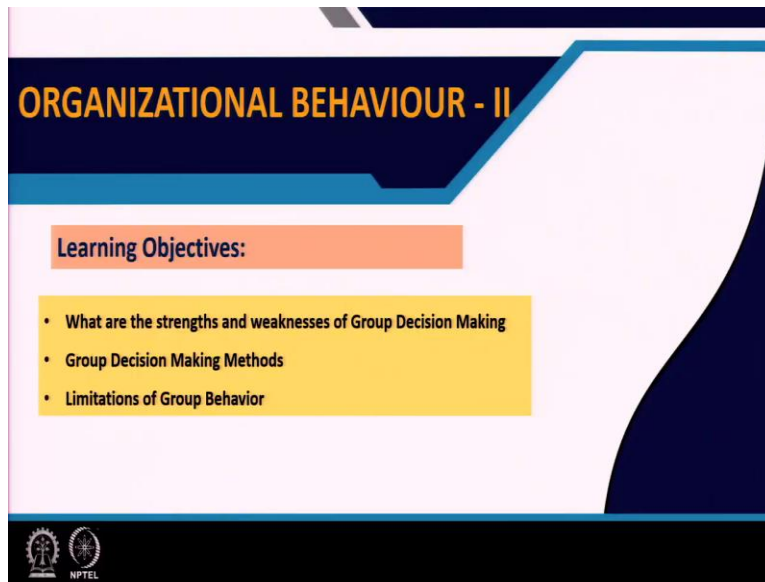 ORGANIZATIONAL BEHAVIOUR - II
Learning Objectives:
• What are the strengths and weaknesses of Group Decision Making
• Group Decision Making Methods
• Limitations of Group Behavior
NPTEL